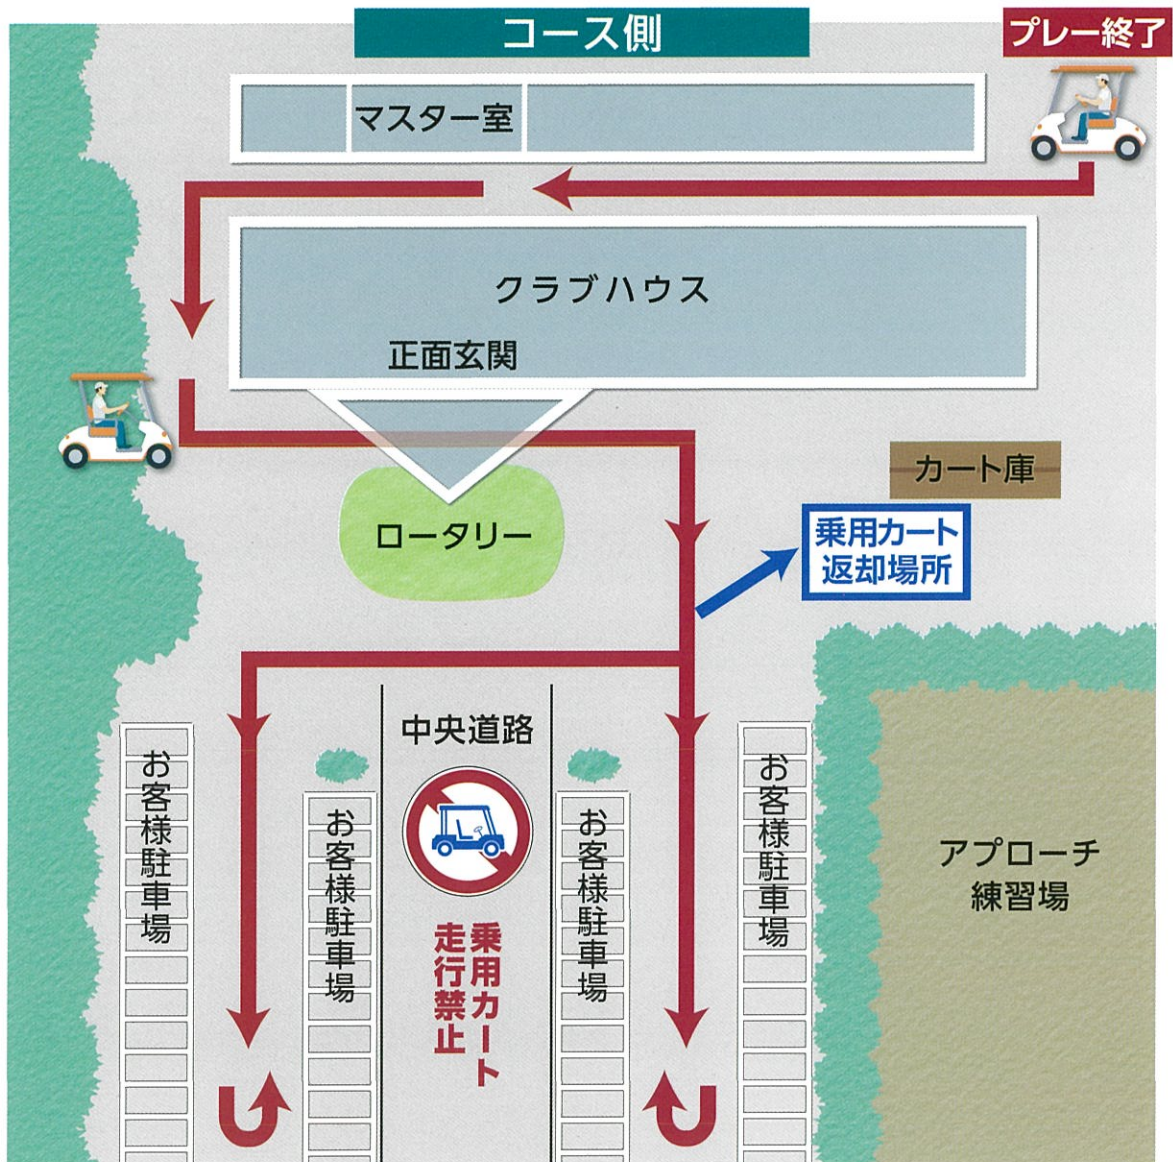 コース側
プレー終了
マスター室
クラブハウス
正面玄関
カート庫
ロータリー
乗用カート
返却場所
中央道路
お客様駐車場
お客様駐車場
お客様駐車場
お客様駐車場
アプローチ
練習場
乗用カート
走行禁止